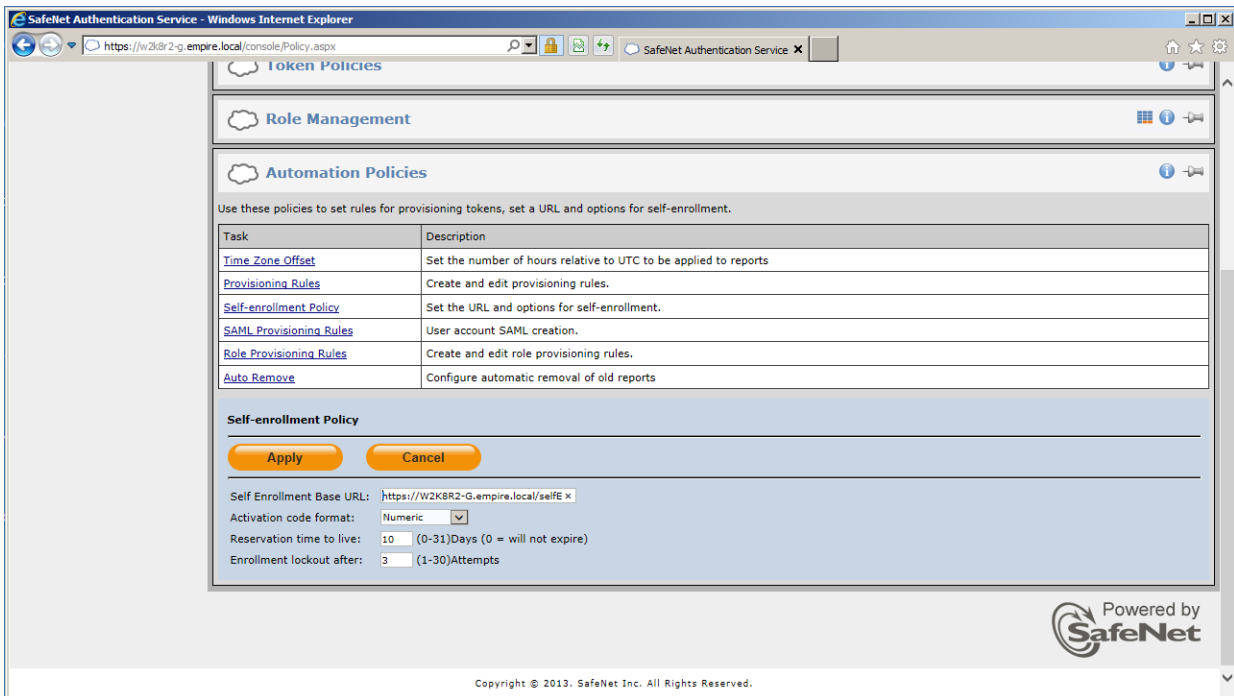 SafeNet Authentication Service - Windows Internet Explorer
https://w2k8r2-g.empire.local/console/Policy.aspx
SafeNet Authentication Service
Token Policies
Role Management
Automation Policies
Use these policies to set rules for provisioning tokens, set a URL and options for self-enrollment.
Task Description
Time Zone Offset Set the number of hours relative to UTC to be applied to reports
Provisioning Rules Create and edit provisioning rules.
Self-enrollment Policy Set the URL and options for self-enrollment.
SAML Provisioning Rules User account SAML creation.
Role Provisioning Rules Create and edit role provisioning rules.
Auto Remove Configure automatic removal of old reports
Self-enrollment Policy
Apply Cancel
Self Enrollment Base URL: https://W2K8R2-G.empire.local/selfE
Activation code format: Numeric
Reservation time to live: 10 (0-31)Days (0 = will not expire)
Enrollment lockout after: 3 (1-30)Attempts
Powered by
SafeNet
Copyright © 2013. SafeNet Inc. All Rights Reserved.